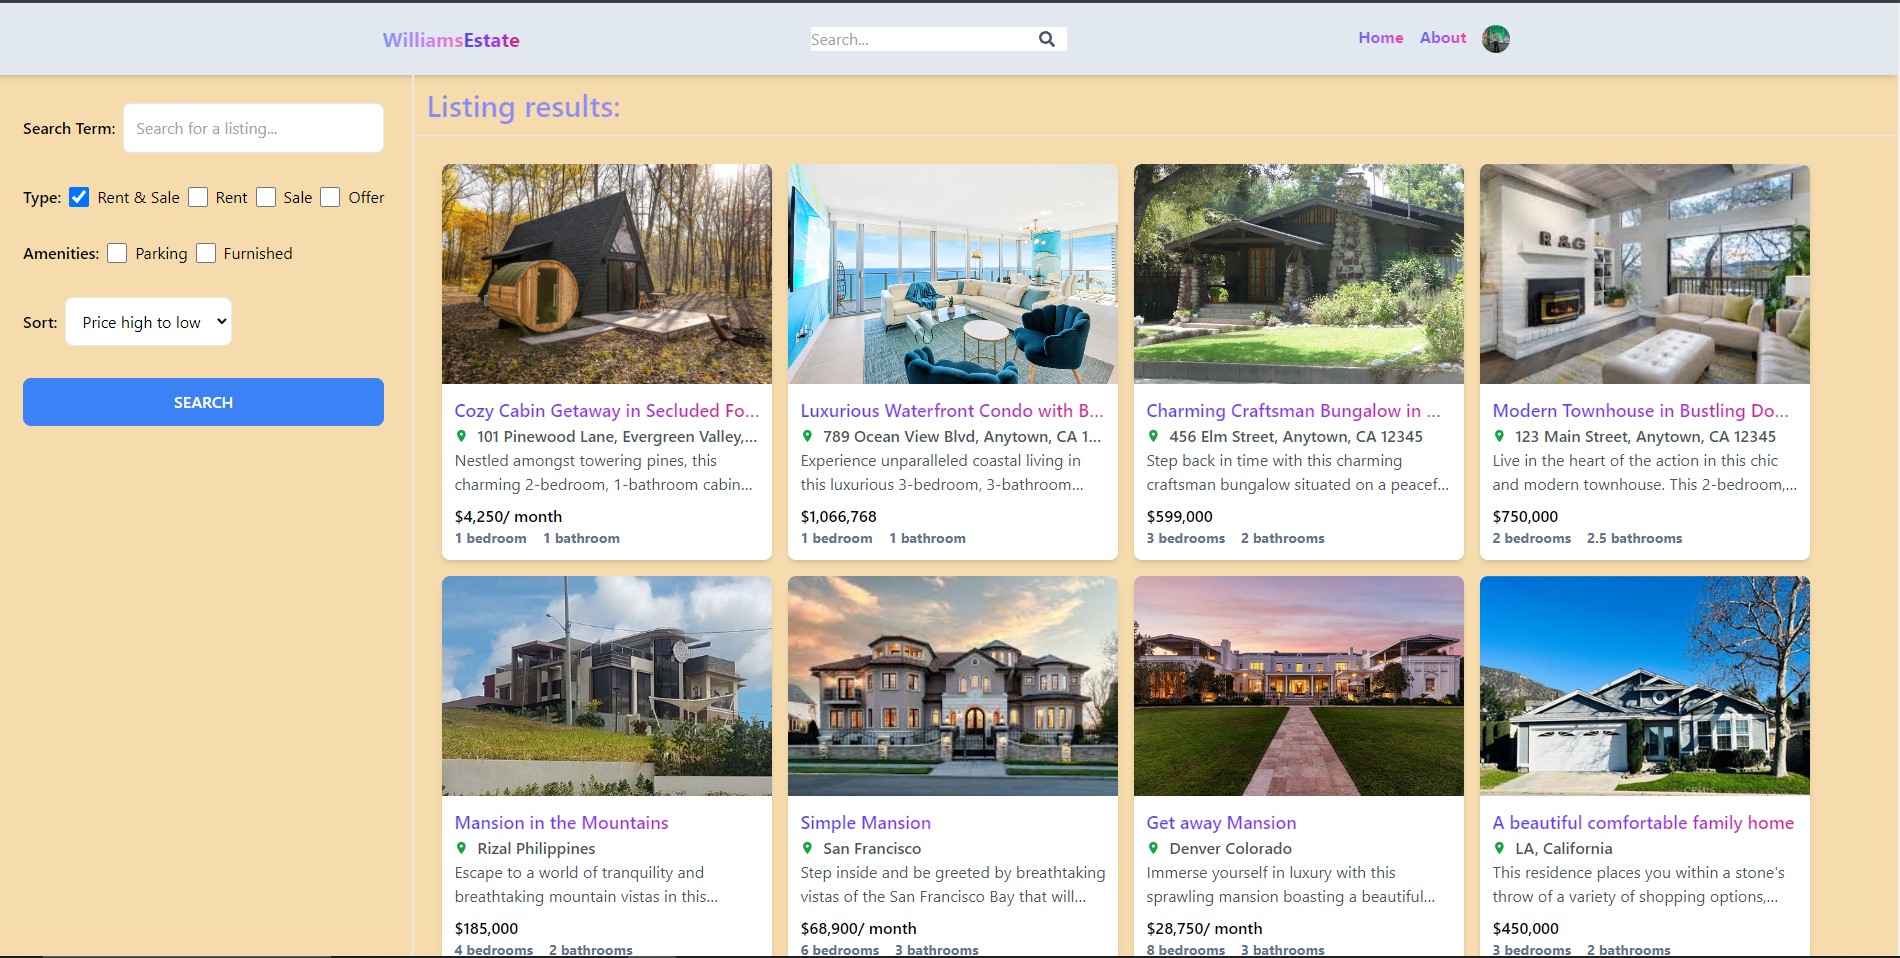 WilliamsEstate
Search...
Home About
Search Term: Search for a listing...
Type: Rent & Sale Rent Sale Offer
Amenities: Parking Furnished
Sort: Price high to low
SEARCH
Listing results:
Cozy Cabin Getaway in Secluded Fo...
101 Pinewood Lane, Evergreen Valley,...
Nestled amongst towering pines, this
charming 2-bedroom, 1-bathroom cabin...
$4,250/ month
1 bedroom 1 bathroom
Luxurious Waterfront Condo with B...
789 Ocean View Blvd, Anytown, CA 1...
Experience unparalleled coastal living in
this luxurious 3-bedroom, 3-bathroom...
$1,066,768
1 bedroom 1 bathroom
Charming Craftsman Bungalow in ...
456 Elm Street, Anytown, CA 12345
Step back in time with this charming
craftsman bungalow situated on a peacef...
$599,000
3 bedrooms 2 bathrooms
R&G
Modern Townhouse in Bustling Do...
123 Main Street, Anytown, CA 12345
Live in the heart of the action in this chic
and modern townhouse. This 2-bedroom,...
$750,000
2 bedrooms 2.5 bathrooms
Mansion in the Mountains
Rizal Philippines
Escape to a world of tranquility and
breathtaking mountain vistas in this...
$185,000
4 bedrooms 2 bathrooms
Simple Mansion
San Francisco
Step inside and be greeted by breathtaking
vistas of the San Francisco Bay that will...
$68,900/ month
6 bedrooms 3 bathrooms
Get away Mansion
Denver Colorado
Immerse yourself in luxury with this
sprawling mansion boasting a beautiful...
$28,750/ month
8 bedrooms 3 bathrooms
A beautiful comfortable family home
LA, California
This residence places you within a stone's
throw of a variety of shopping options,...
$450,000
3 bedrooms 2 bathrooms